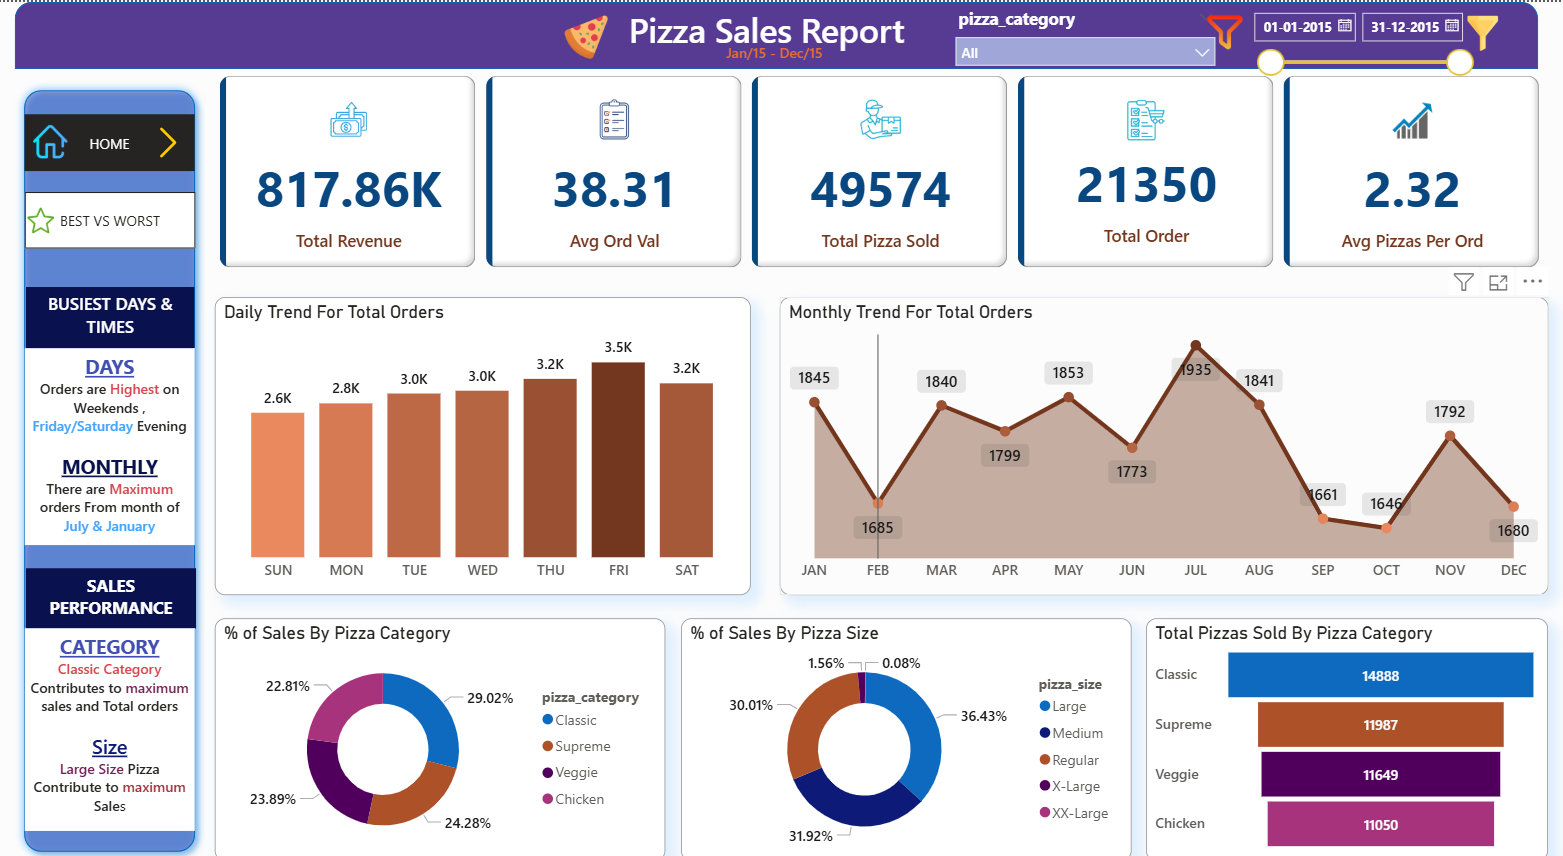 Pizza Sales Report
Jan/15 - Dec/15
pizza_category
All
01-01-2015
31-12-2015
HOME
BEST VS WORST
BUSIEST DAYS &
TIMES
DAYS
Orders are Highest on
Weekends ,
Friday/Saturday Evening
MONTHLY
There are Maximum
orders From month of
July & January
SALES
PERFORMANCE
CATEGORY
Classic Category
Contributes to maximum
sales and Total orders
Size
Large Size Pizza
Contribute to maximum
Sales
817.86K
Total Revenue
38.31
Avg Ord Val
49574
Total Pizza Sold
21350
Total Order
2.32
Avg Pizzas Per Ord
Daily Trend For Total Orders
2.6K
2.8K
3.0K
3.0K
3.2K
3.5K
3.2K
SUN MON TUE WED THU FRI SAT
Monthly Trend For Total Orders
1845
1685
1840
1799
1853
1773
1935
1841
1661
1646
1792
1680
JAN FEB MAR APR MAY JUN JUL AUG SEP OCT NOV DEC
% of Sales By Pizza Category
29.02%
24.28%
23.89%
22.81%
pizza_category
Classic
Supreme
Veggie
Chicken
% of Sales By Pizza Size
1.56%
0.08%
30.01%
36.43%
31.92%
pizza_size
Large
Medium
Regular
X-Large
XX-Large
Total Pizzas Sold By Pizza Category
Classic 14888
Supreme 11987
Veggie 11649
Chicken 11050